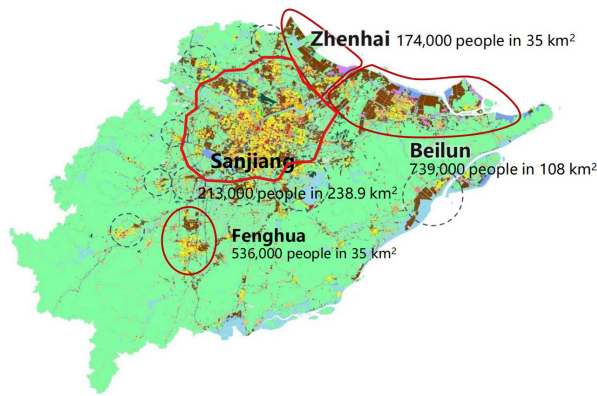 Zhenhai 174,000 people in 35 km²
Sanjiang
213,000 people in 238.9 km²
Beilun
739,000 people in 108 km²
Fenghua
536,000 people in 35 km²